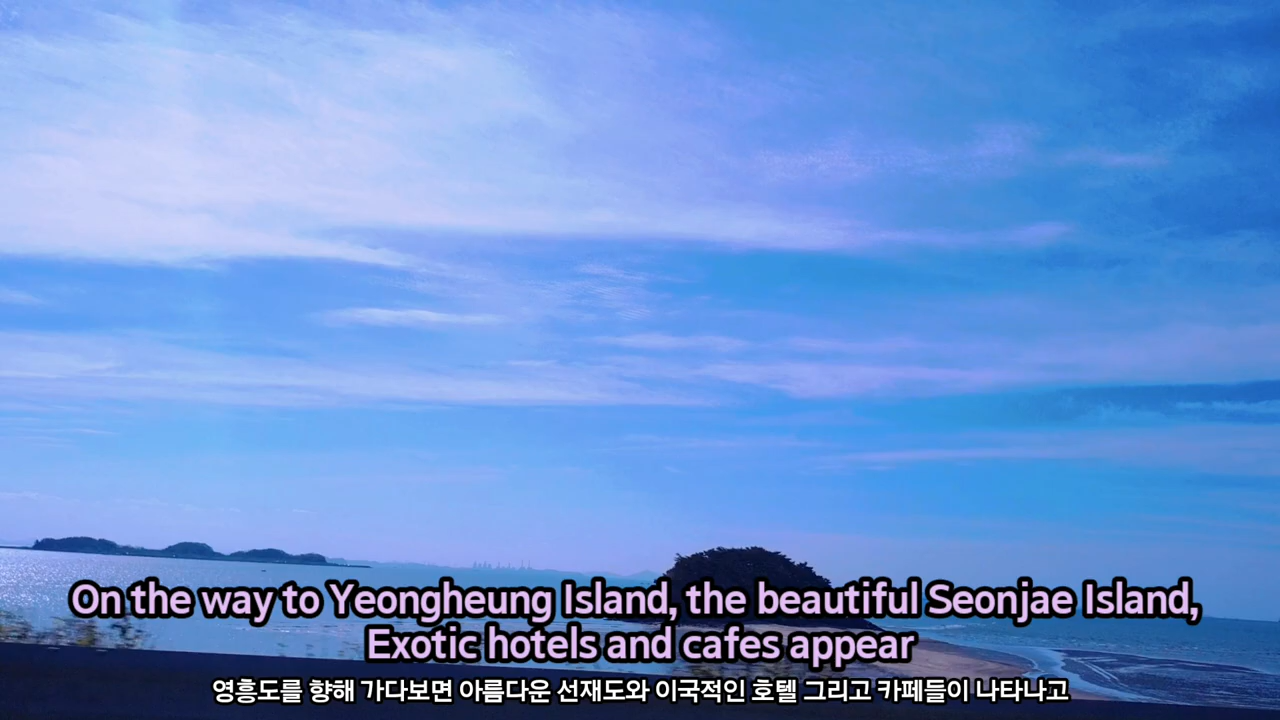 On the way to Yeongheung Island, the beautiful Seonjae Island,
Exotic hotels and cafes appear
영흥도를 향해 가다보면 아름다운 선재도와 이국적인 호텔 그리고 카페들이 나타나고